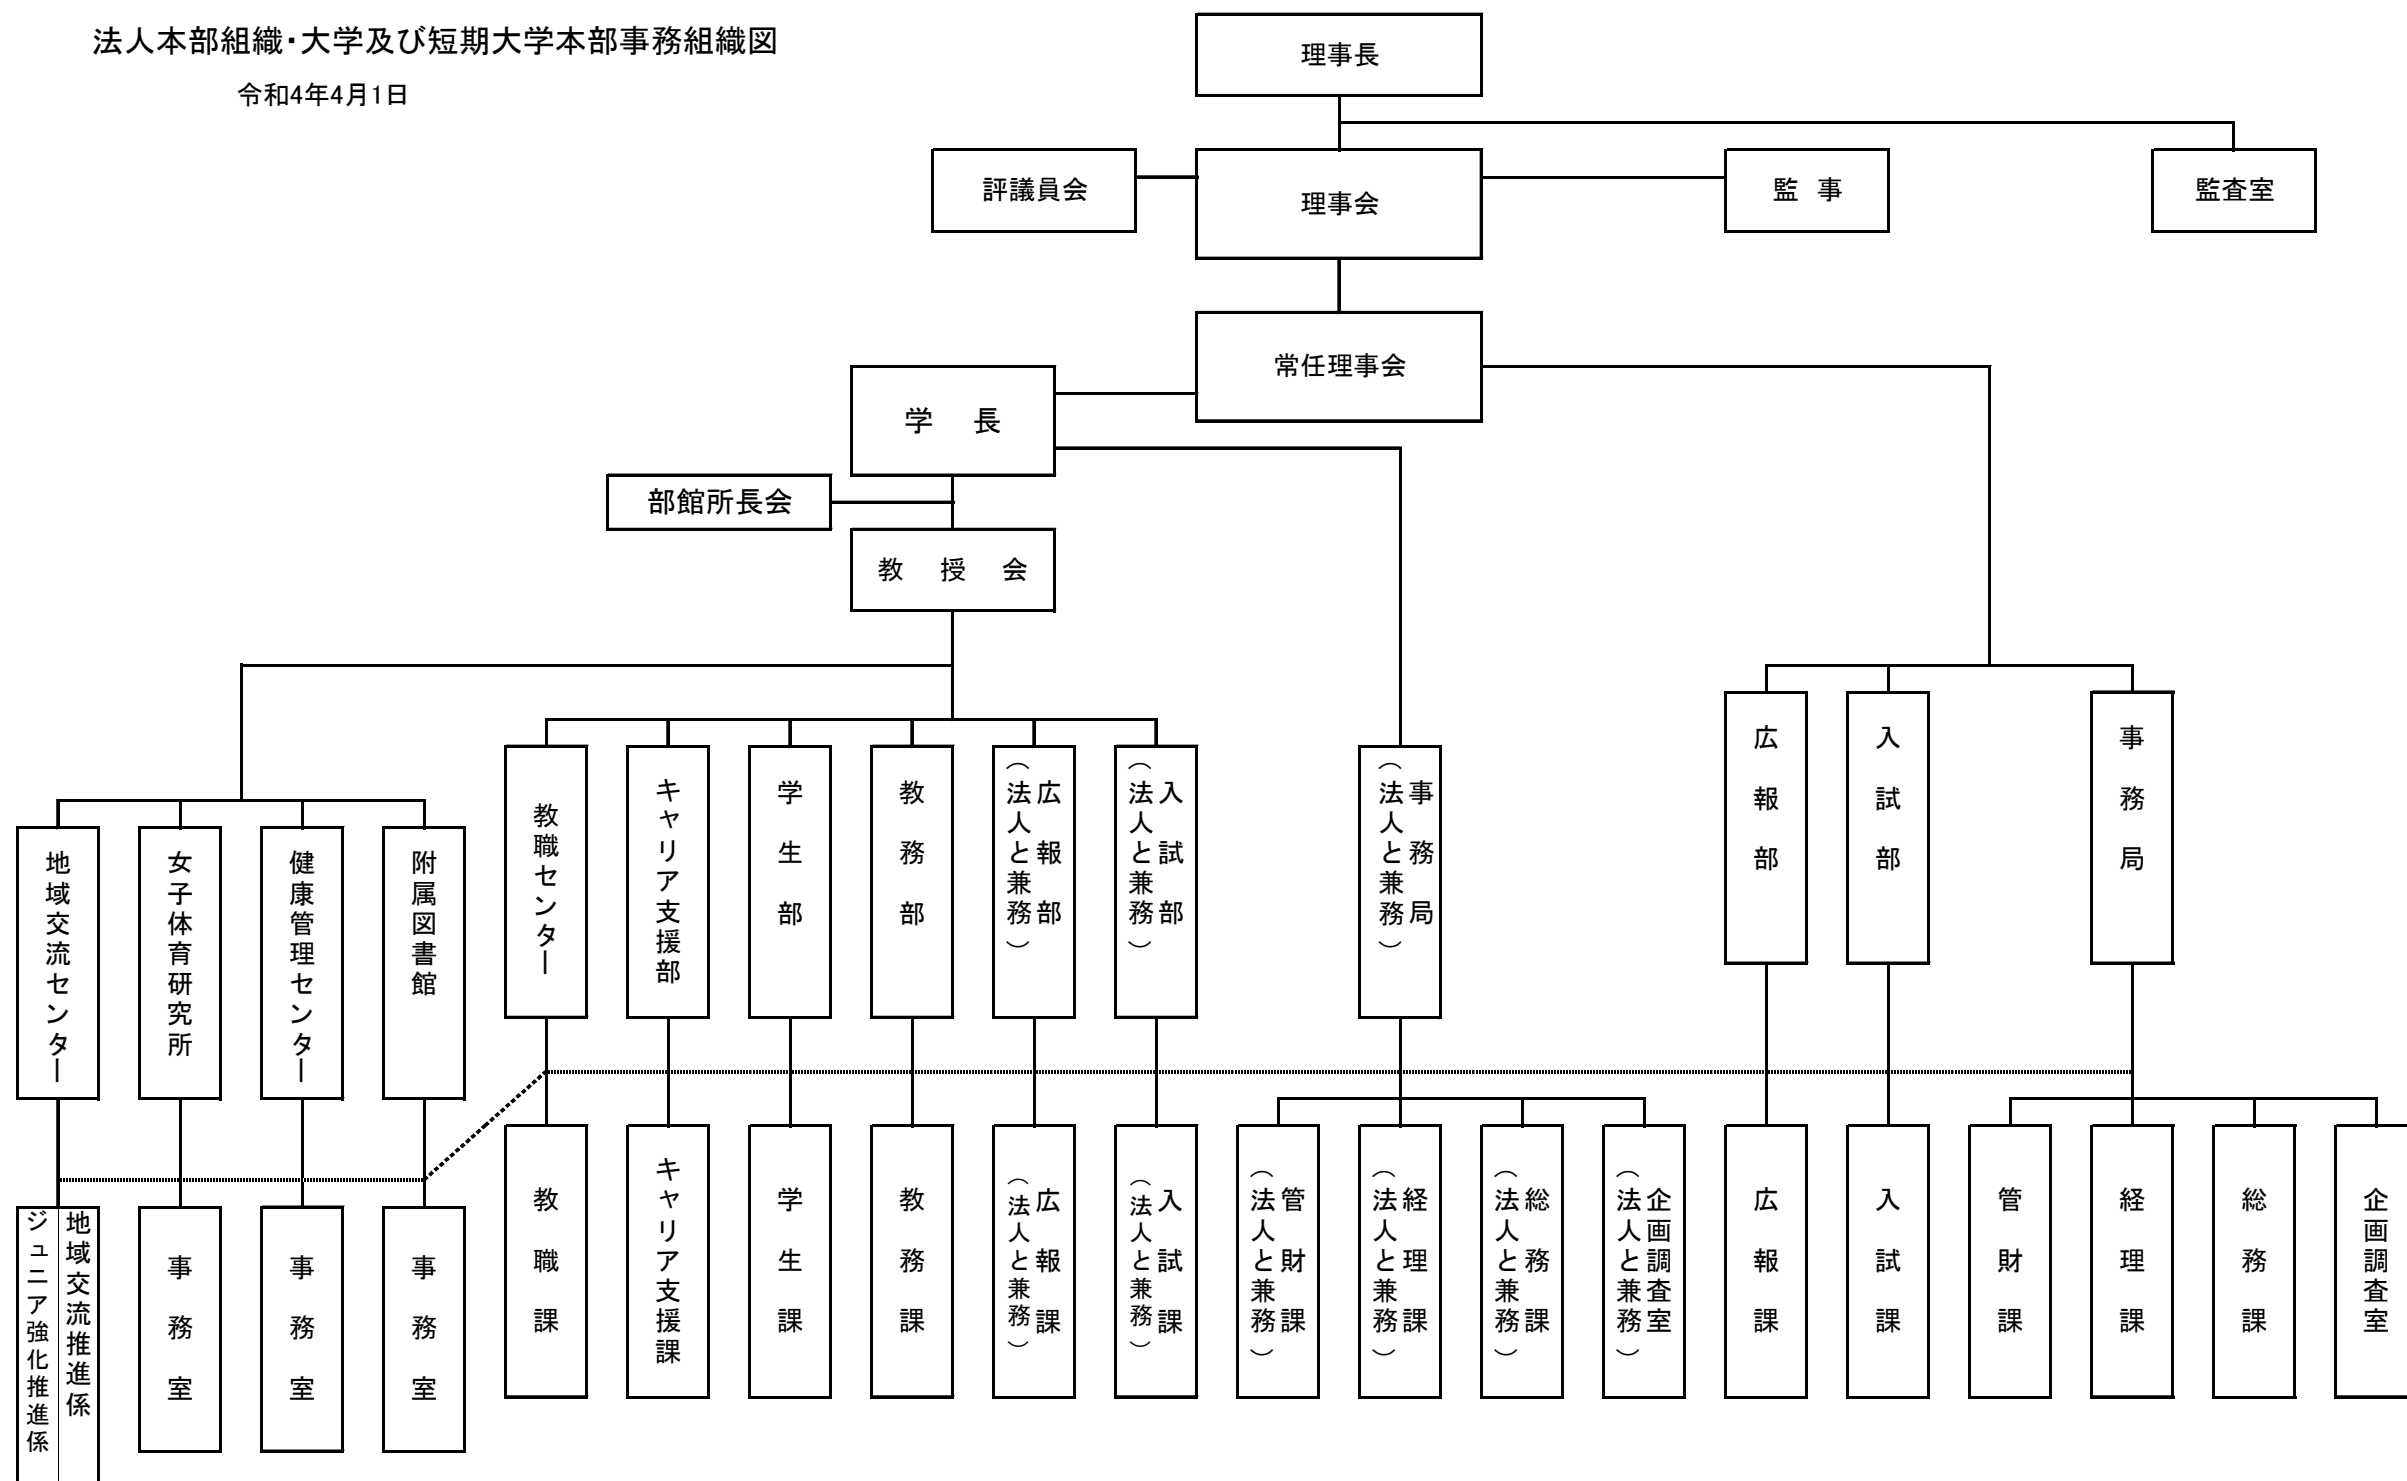 法人本部組織・大学及び短期大学本部事務組織図
令和4年4月1日
理事長
評議員会
理事会
監 事
監査室
常任理事会
学 長
部館所長会
教 授 会
広報部
入試部
事務局
教職センター
キャリア支援部
学生部
教務部
広報部
（法人と兼務）
入試部
（法人と兼務）
事務局
（法人と兼務）
地域交流センター
女子体育研究所
健康管理センター
附属図書館
教職課
キャリア支援課
学生課
教務課
広報課
（法人と兼務）
入試課
（法人と兼務）
管財課
（法人と兼務）
経理課
（法人と兼務）
総務課
（法人と兼務）
企画調査室
（法人と兼務）
広報課
入試課
管財課
経理課
総務課
企画調査室
地域交流推進係
ジュニア強化推進係
事務室
事務室
事務室